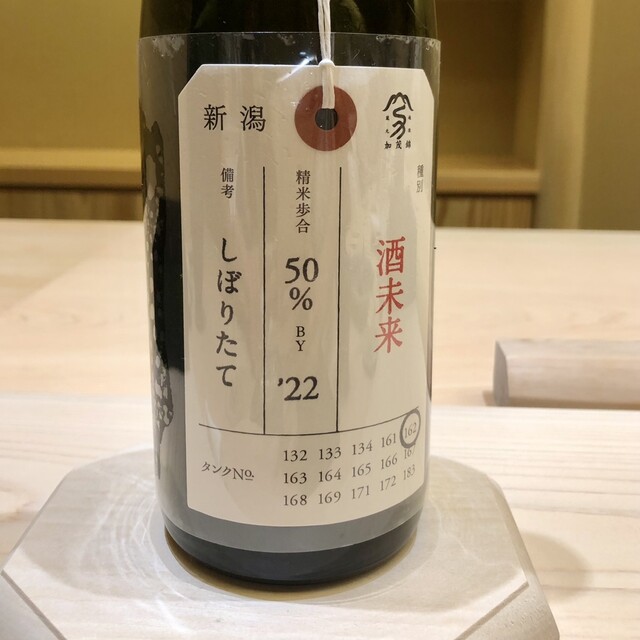 新潟
加茂錦
種別
酒未来
精米歩合
50
%
BY
'22
備考
しぼりたて
タンクNo.
132 133 134 161 162
163 164 165 166 167
168 169 171 172 183